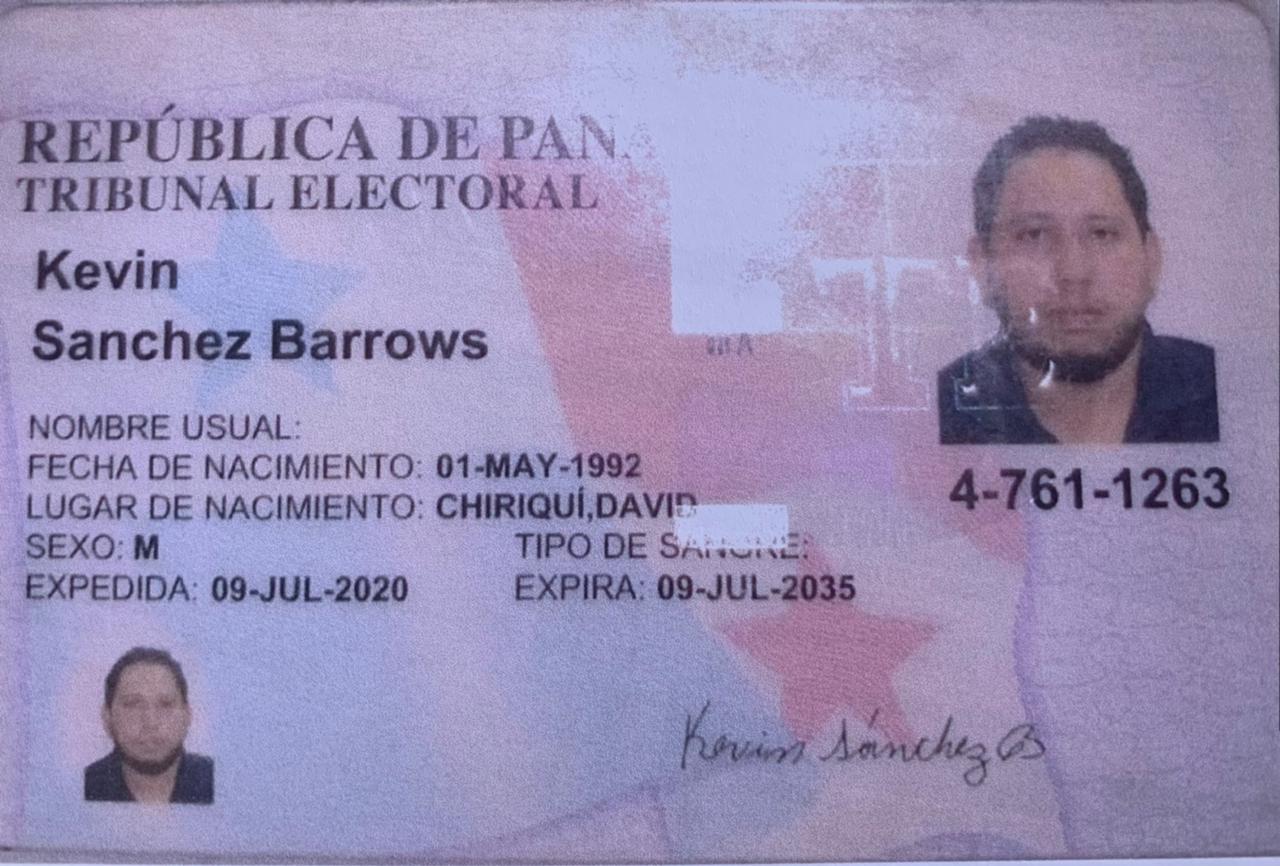 REPÚBLICA DE PAN
TRIBUNAL ELECTORAL
Kevin
Sanchez Barrows
NOMBRE USUAL:
FECHA DE NACIMIENTO: 01-MAY-1992
LUGAR DE NACIMIENTO: CHIRIQUÍ,DAVID
SEXO: M TIPO DE SANGRE:
EXPEDIDA: 09-JUL-2020 EXPIRA: 09-JUL-2035
4-761-1263
TE
Kevin Sánchez B